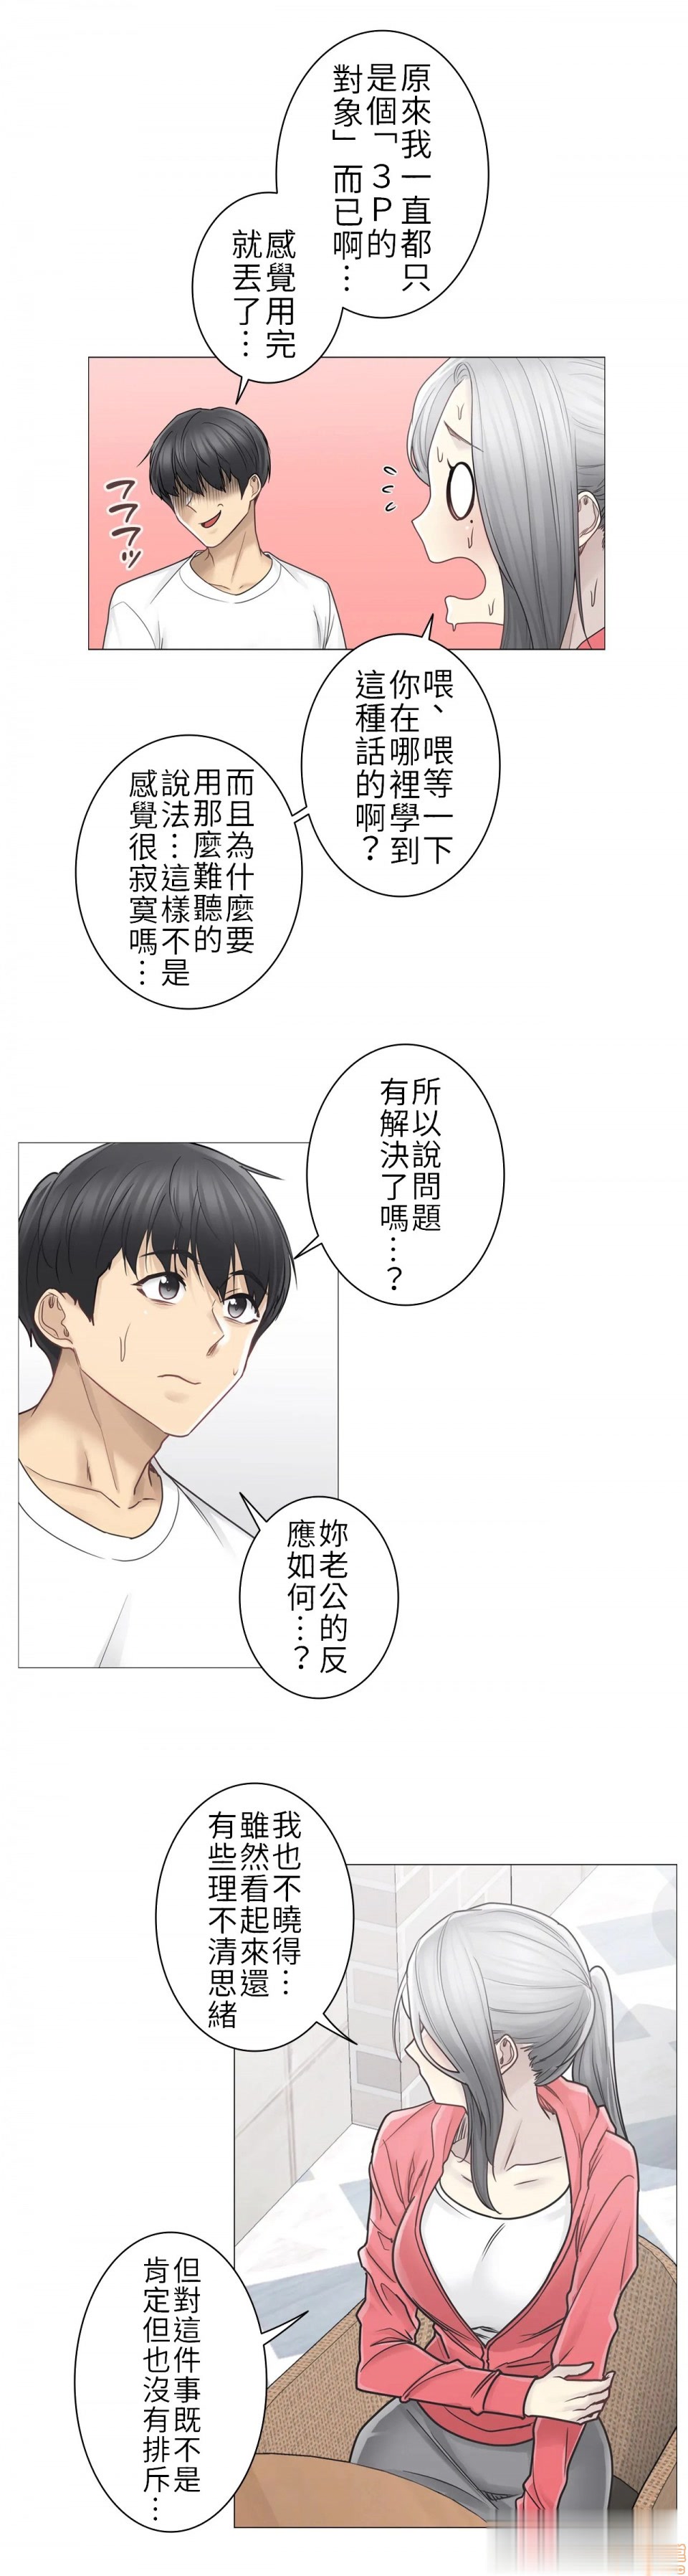 原來我一直都只
是個「３Ｐ的
對象」而已啊…
感覺用完
就丟了…
フフフッ
喂、喂等一下
你在哪裡學到
這種話的啊？
而且為什麼要
用那麼難聽的
說法…這樣不是
感覺很寂寞嗎…
所以說問題
有解決了嗎…？
妳老公的反
應如何…？
我也不曉得…
雖然看起來還
有些理不清思緒
但對這件事既不是
肯定但也沒有排斥…